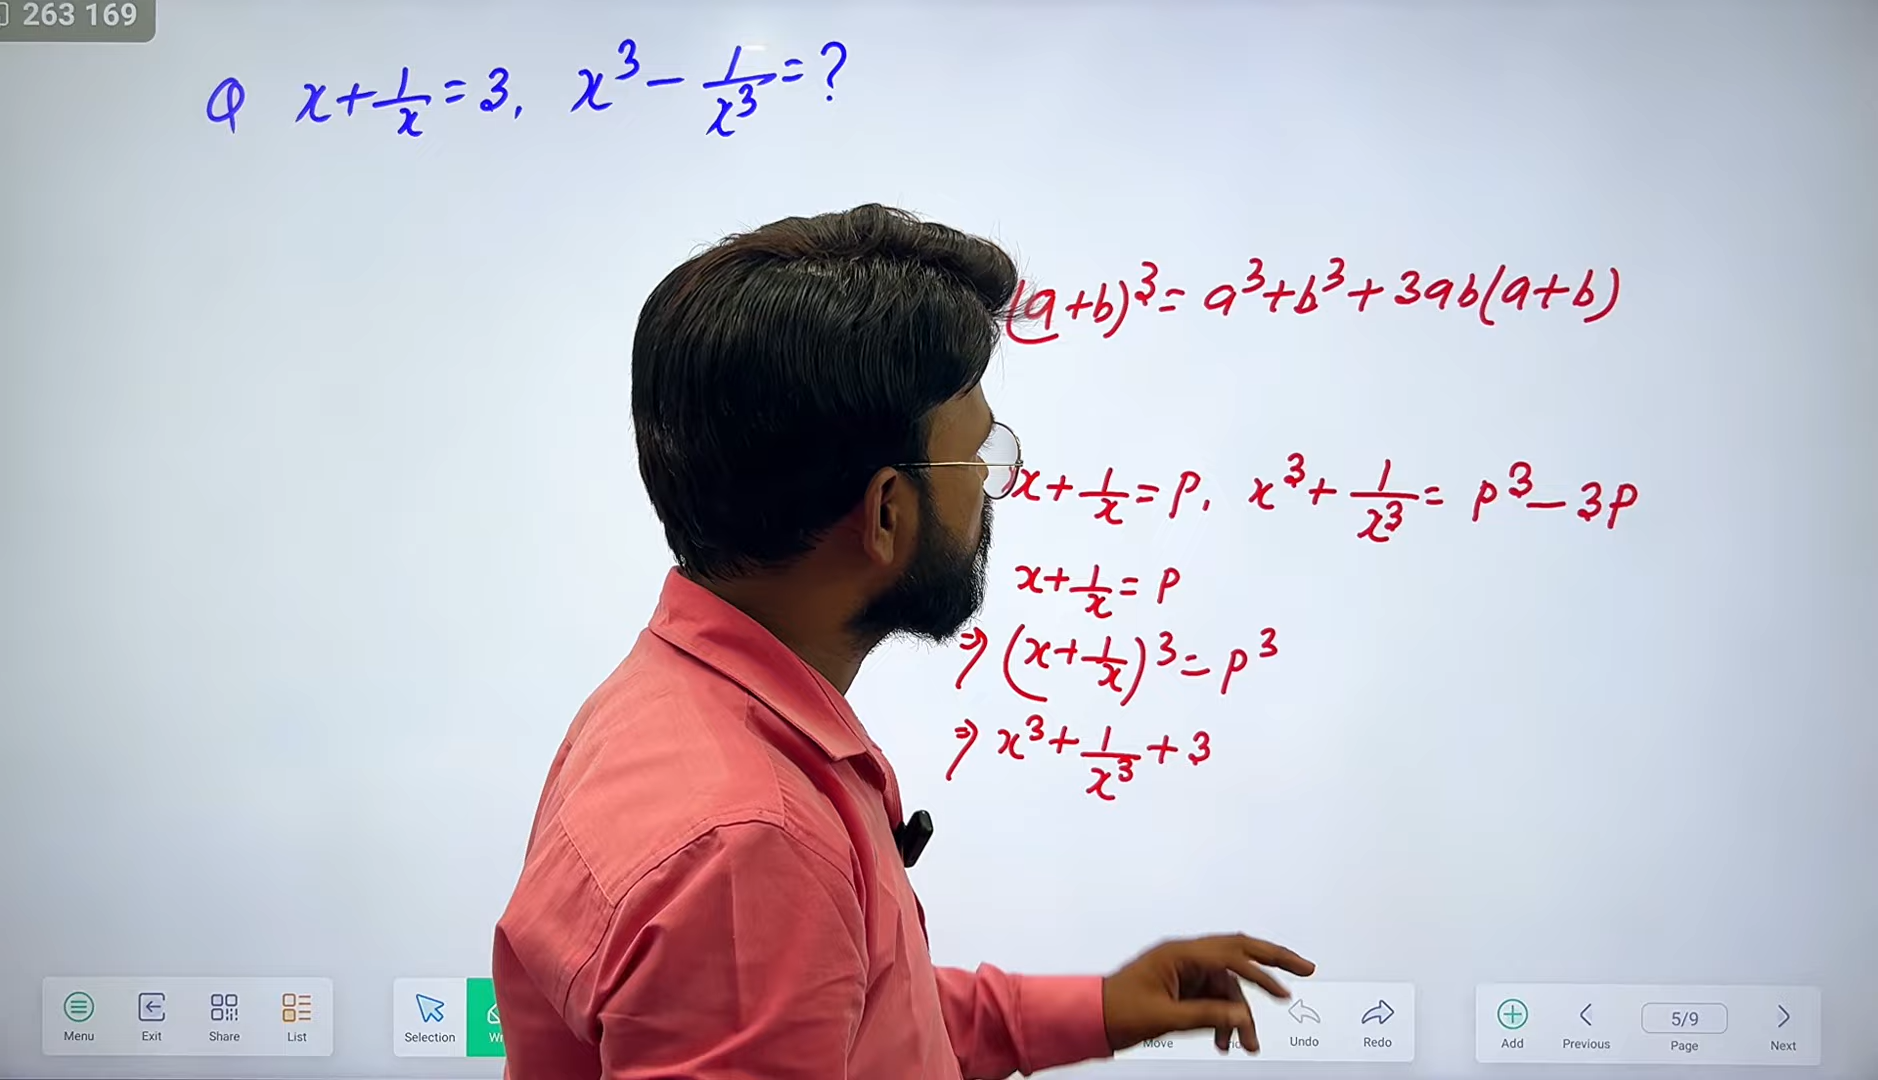 263 169
Q x + 1/x = 3, x³ - 1/x³ = ?
(a+b)³ = a³+b³+3ab(a+b)
x + 1/x = P, x³ + 1/x³ = P³ - 3P
x + 1/x = P
⇒ (x + 1/x)³ = P³
⇒ x³ + 1/x³ + 3
Menu Exit Share List Selection Move Undo Redo Add Previous 5/9 Page Next